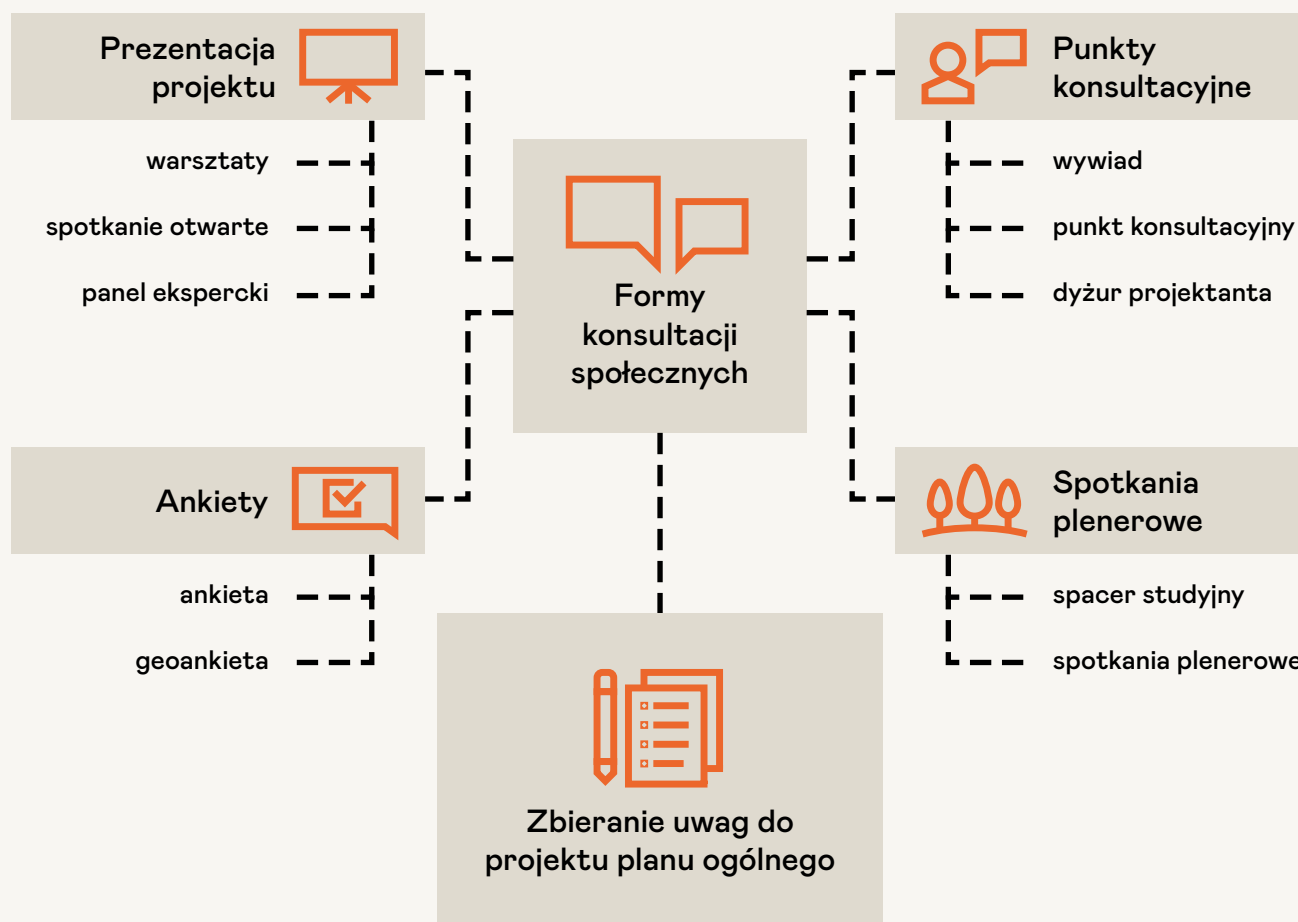 Prezentacja
projektu
warsztaty
spotkanie otwarte
panel ekspercki
Punkty
konsultacyjne
wywiad
punkt konsultacyjny
dyżur projektanta
Formy
konsultacji
społecznych
Ankiety
ankieta
geoankieta
Spotkania
plenerowe
spacer studyjny
spotkania plenerowe
Zbieranie uwag do
projektu planu ogólnego